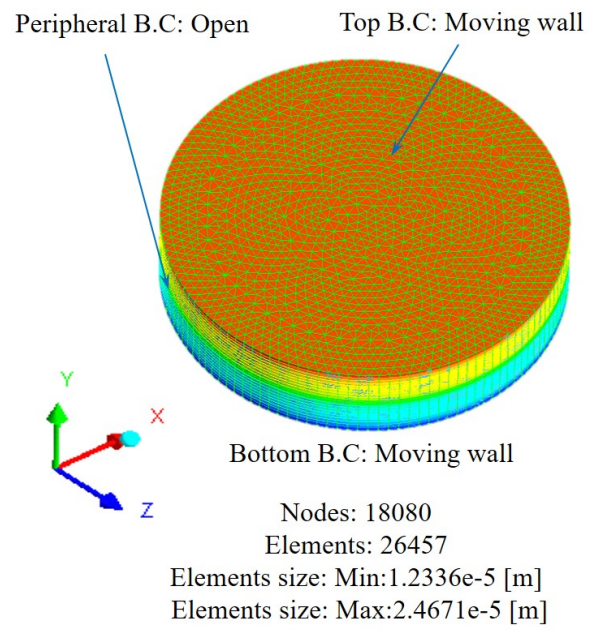 Peripheral B.C: Open
Top B.C: Moving wall
Y
X
Z
Bottom B.C: Moving wall
Nodes: 18080
Elements: 26457
Elements size: Min:1.2336e-5 [m]
Elements size: Max:2.4671e-5 [m]